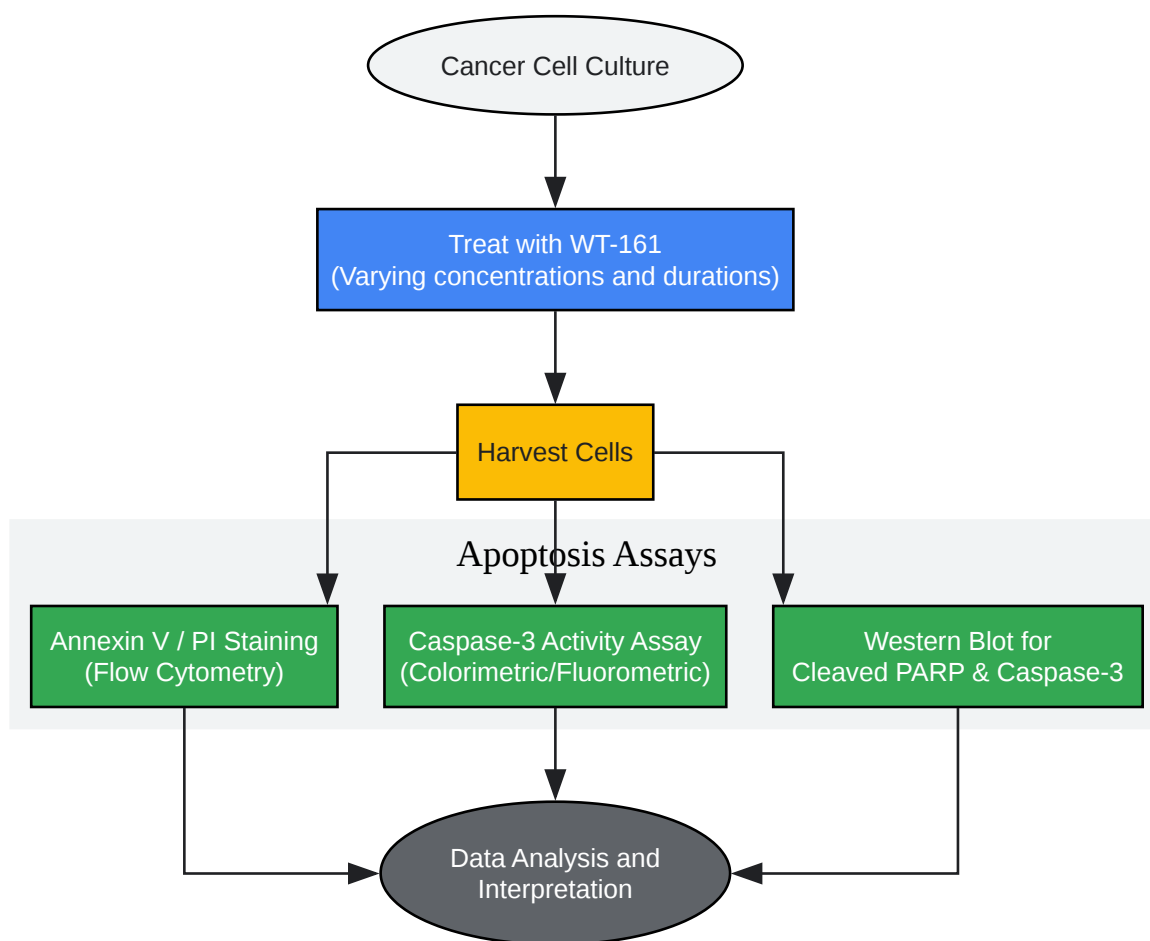 Cancer Cell Culture
Treat with WT-161
(Varying concentrations and durations)
Harvest Cells
Apoptosis Assays
Annexin V / PI Staining
(Flow Cytometry)
Caspase-3 Activity Assay
(Colorimetric/Fluorometric)
Western Blot for
Cleaved PARP & Caspase-3
Data Analysis and
Interpretation